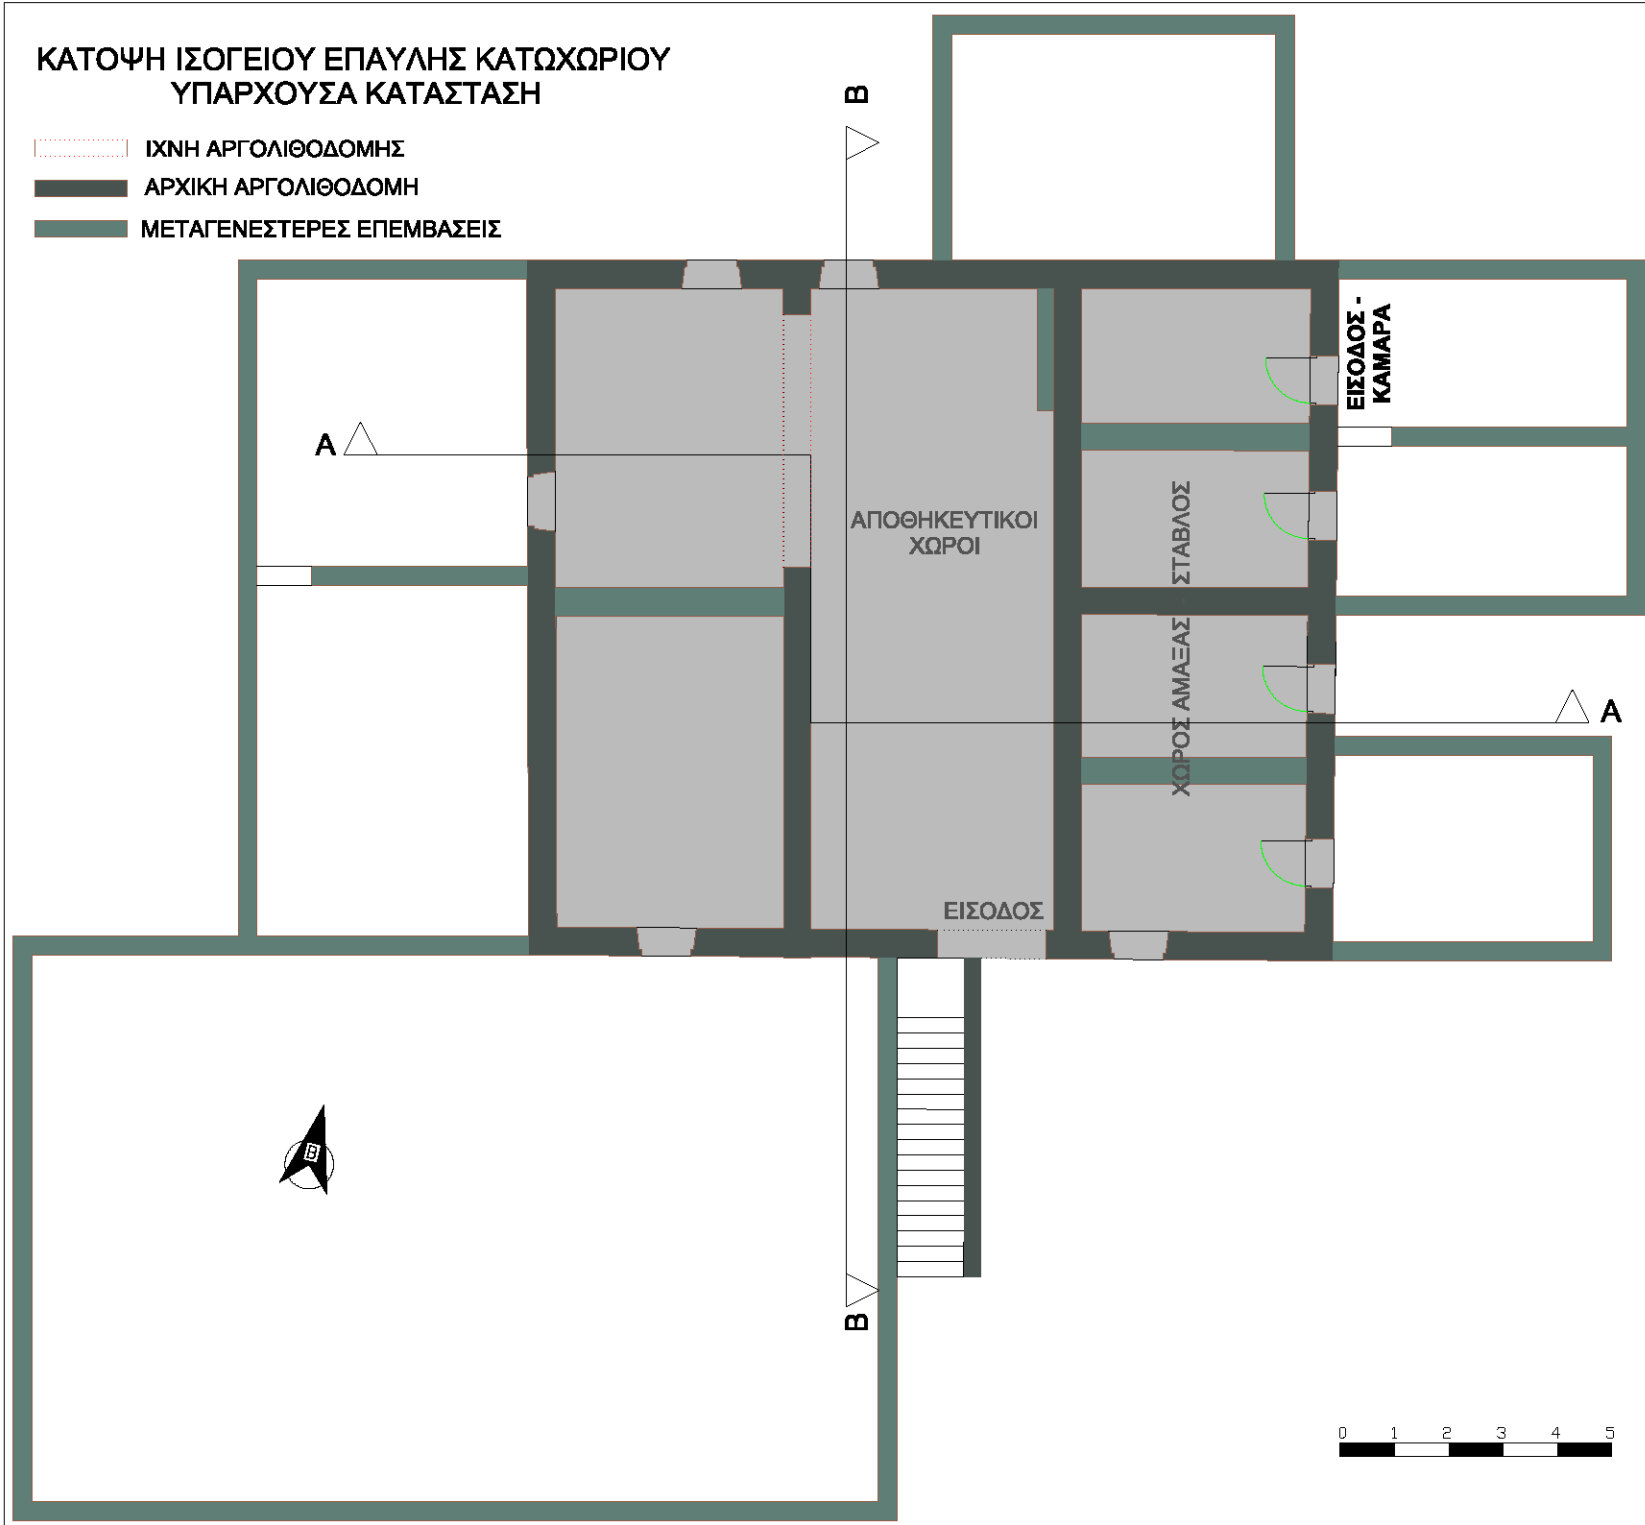 ΚΑΤΟΨΗ ΙΣΟΓΕΙΟΥ ΕΠΑΥΛΗΣ ΚΑΤΩΧΩΡΙΟΥ
ΥΠΑΡΧΟΥΣΑ ΚΑΤΑΣΤΑΣΗ
ΙΧΝΗ ΑΡΓΟΛΙΘΟΔΟΜΗΣ
ΑΡΧΙΚΗ ΑΡΓΟΛΙΘΟΔΟΜΗ
ΜΕΤΑΓΕΝΕΣΤΕΡΕΣ ΕΠΕΜΒΑΣΕΙΣ
Β
ΕΙΣΟΔΟΣ -
ΚΑΜΑΡΑ
Α
ΑΠΟΘΗΚΕΥΤΙΚΟΙ
ΧΩΡΟΙ
ΧΩΡΟΣ ΑΜΑΞΑΣ - ΣΤΑΒΛΟΣ
Α
ΕΙΣΟΔΟΣ
Β
Β
0 1 2 3 4 5